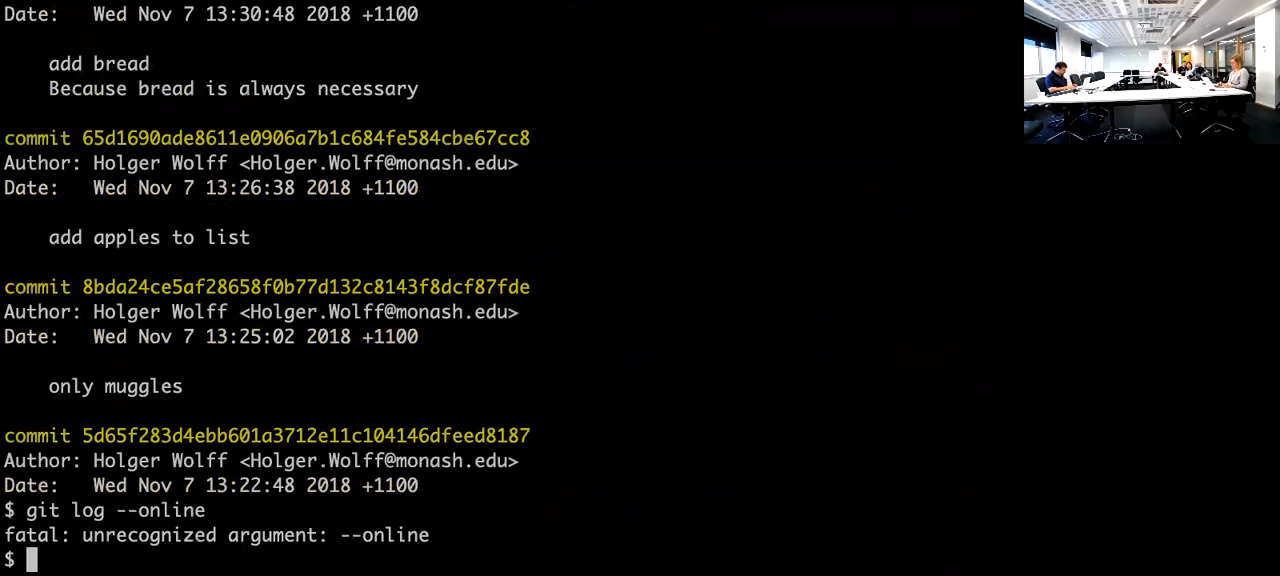 Date:   Wed Nov 7 13:30:48 2018 +1100
add bread
Because bread is always necessary
commit 65d1690ade8611e0906a7b1c684fe584cbe67cc8
Author: Holger Wolff <Holger.Wolff@monash.edu>
Date:   Wed Nov 7 13:26:38 2018 +1100
add apples to list
commit 8bda24ce5af28658f0b77d132c8143f8dcf87fde
Author: Holger Wolff <Holger.Wolff@monash.edu>
Date:   Wed Nov 7 13:25:02 2018 +1100
only muggles
commit 5d65f283d4ebb601a3712e11c104146dfeed8187
Author: Holger Wolff <Holger.Wolff@monash.edu>
Date:   Wed Nov 7 13:22:48 2018 +1100
$ git log --online
fatal: unrecognized argument: --online
$